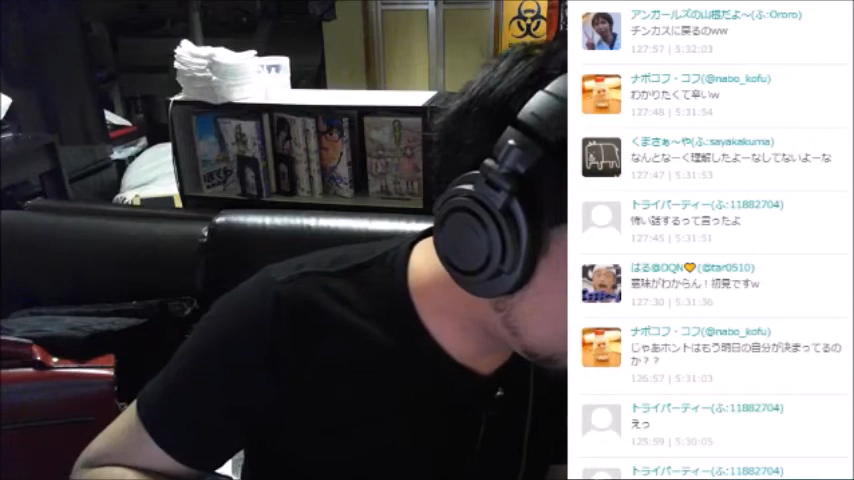 アンガールズの山根だよ〜(ふ:Ororo)
チンカスに戻るのww
127:57 | 5:32:03
ナポコフ・コフ(@nabo_kofu)
わかりたくて辛いw
127:48 | 5:31:54
くまさぁ〜や(ふ:sayakakuma)
なんとなーく理解したよーなしてないよーな
127:47 | 5:31:53
トライパーティー(ふ:11882704)
怖い話するって言ったよ
127:45 | 5:31:51
はる@DQN🧡(@tar0510)
意味がわからん！初見ですw
127:30 | 5:31:36
ナポコフ・コフ(@nabo_kofu)
じゃあホントはもう明日の自分が決まってるの
か？？
126:57 | 5:31:03
トライパーティー(ふ:11882704)
えっ
125:59 | 5:30:05
トライパーティー(ふ:11882704)